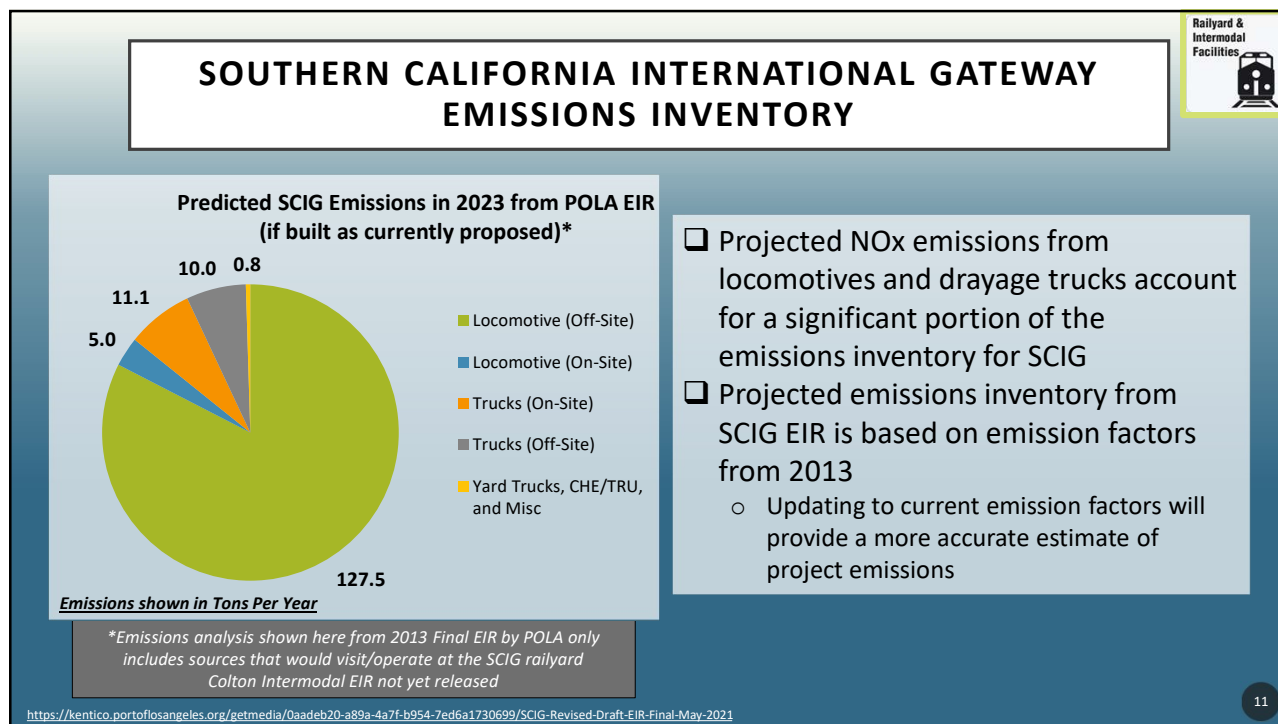 Railyard &
Intermodal
Facilities
SOUTHERN CALIFORNIA INTERNATIONAL GATEWAY
EMISSIONS INVENTORY
Predicted SCIG Emissions in 2023 from POLA EIR
(if built as currently proposed)*
10.0 0.8
11.1
5.0
127.5
Locomotive (Off-Site)
Locomotive (On-Site)
Trucks (On-Site)
Trucks (Off-Site)
Yard Trucks, CHE/TRU,
and Misc
Emissions shown in Tons Per Year
*Emissions analysis shown here from 2013 Final EIR by POLA only
includes sources that would visit/operate at the SCIG railyard
Colton Intermodal EIR not yet released
❑ Projected NOx emissions from
locomotives and drayage trucks account
for a significant portion of the
emissions inventory for SCIG
❑ Projected emissions inventory from
SCIG EIR is based on emission factors
from 2013
o Updating to current emission factors will
provide a more accurate estimate of
project emissions
https://kentico.portoflosangeles.org/getmedia/0aadeb20-a89a-4a7f-b954-7ed6a1730699/SCIG-Revised-Draft-EIR-Final-May-2021
11